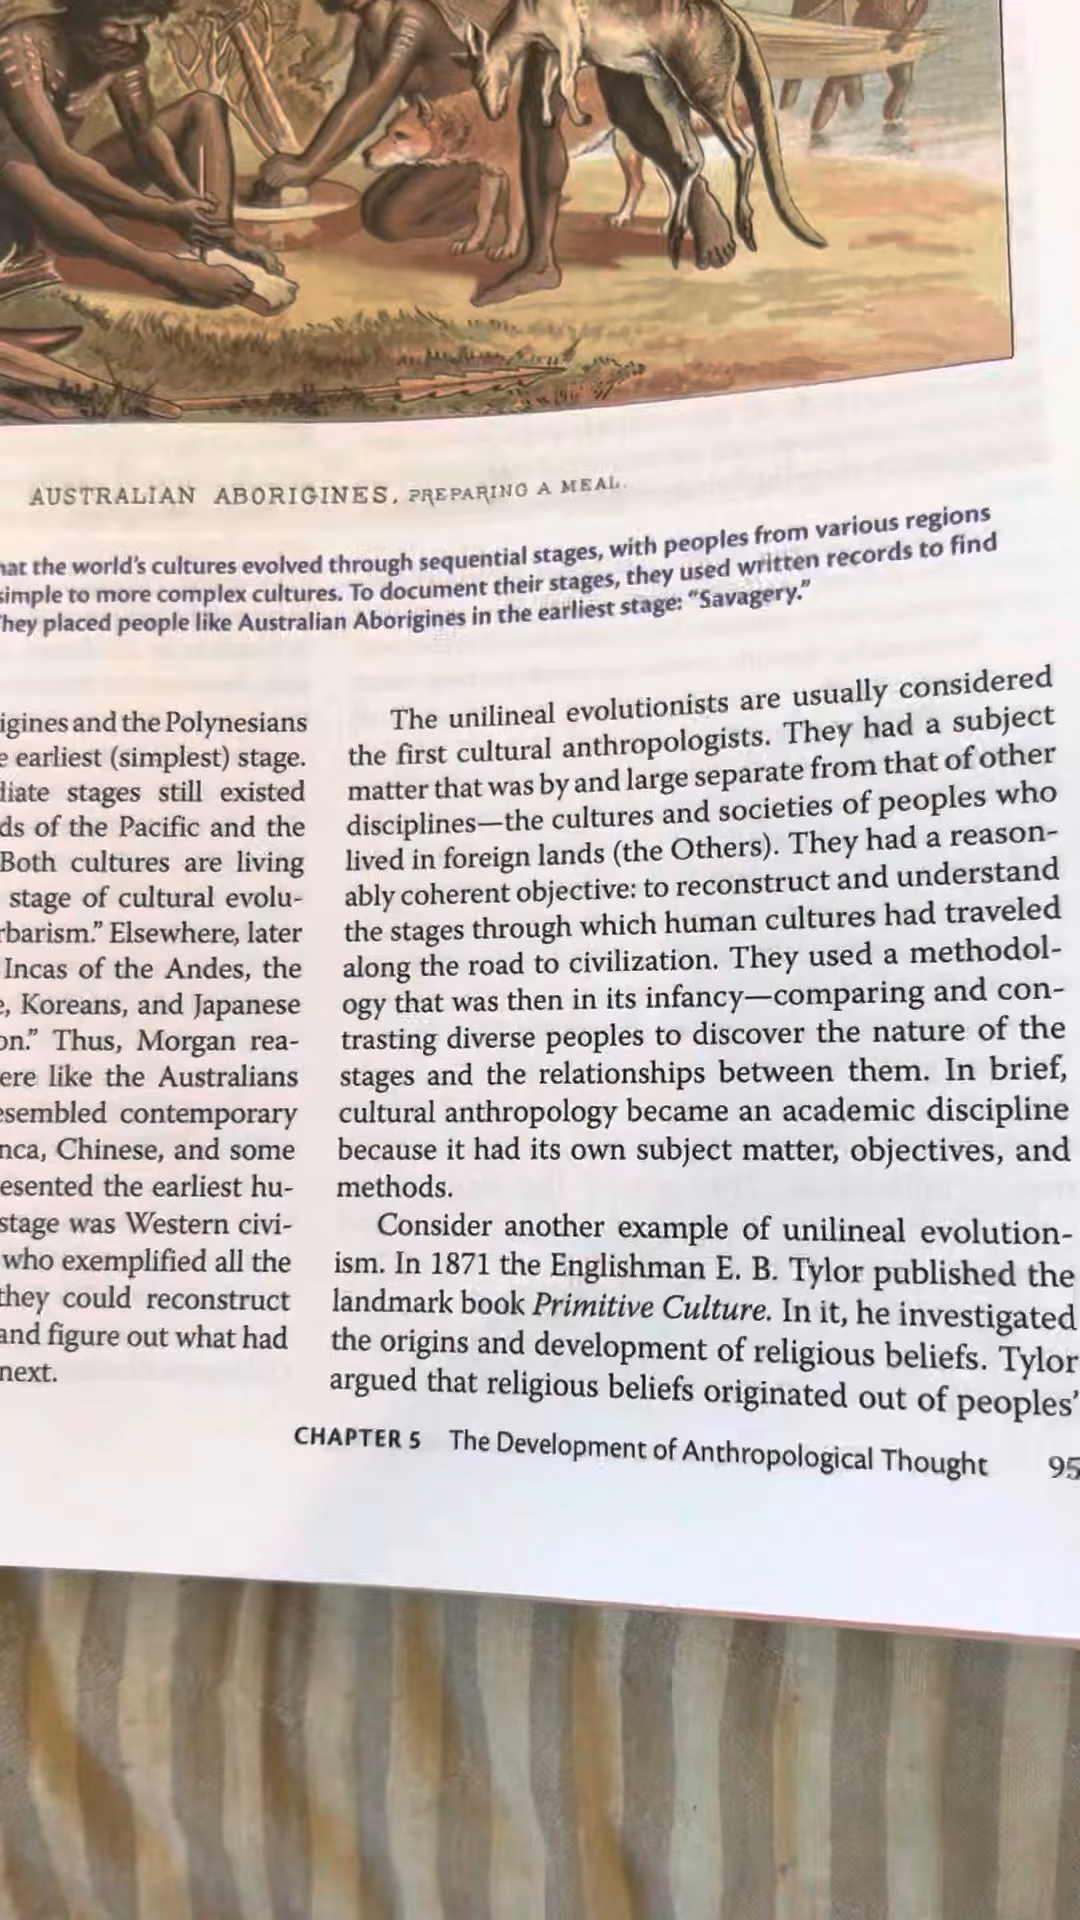 AUSTRALIAN ABORIGINES, PREPARING A MEAL.
the world's cultures evolved through sequential stages, with peoples from various regions
simple to more complex cultures. To document their stages, they used written records to find
They placed people like Australian Aborigines in the earliest stage: “Savagery.”
and the Polynesians
earliest (simplest) stage.
stages still existed
of the Pacific and the
Both cultures are living
stage of cultural evolu-
Elsewhere, later
Incas of the Andes, the
Koreans, and Japanese
Thus, Morgan rea-
like the Australians
contemporary
Chinese, and some
the earliest hu-
stage was Western civi-
who exemplified all the
they could reconstruct
and figure out what had
next.
The unilineal evolutionists are usually considered
the first cultural anthropologists. They had a subject
matter that was by and large separate from that of other
disciplines—the cultures and societies of peoples who
lived in foreign lands (the Others). They had a reason-
ably coherent objective: to reconstruct and understand
the stages through which human cultures had traveled
along the road to civilization. They used a methodol-
ogy that was then in its infancy—comparing and con-
trasting diverse peoples to discover the nature of the
stages and the relationships between them. In brief,
cultural anthropology became an academic discipline
because it had its own subject matter, objectives, and
methods.
Consider another example of unilineal evolution-
ism. In 1871 the Englishman E. B. Tylor published the
landmark book Primitive Culture. In it, he investigated
the origins and development of religious beliefs. Tylor
argued that religious beliefs originated out of peoples’
CHAPTER 5 The Development of Anthropological Thought 95